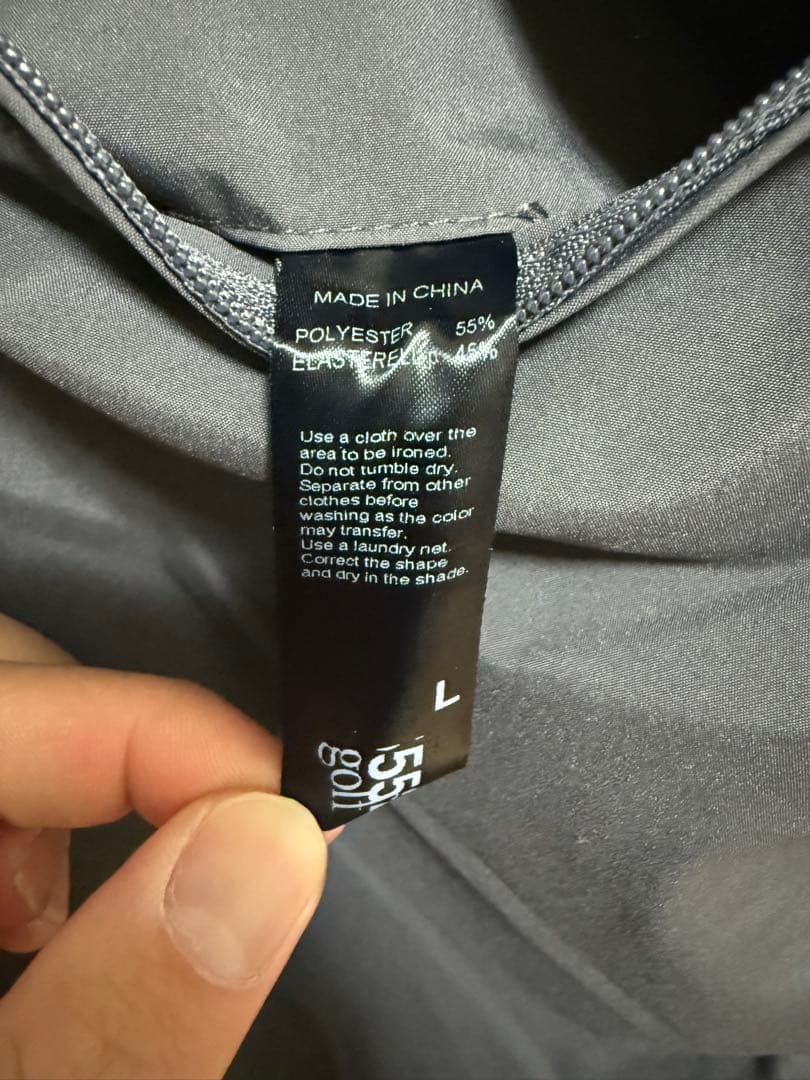 MADE IN CHINA
POLYESTER 55%
ELASTERELL-p 45%
Use a cloth over the
area to be ironed.
Do not tumble dry.
Separate from other
clothes before
washing as the color
may transfer.
Use a laundry net.
Correct the shape
and dry in the shade.
L
golf